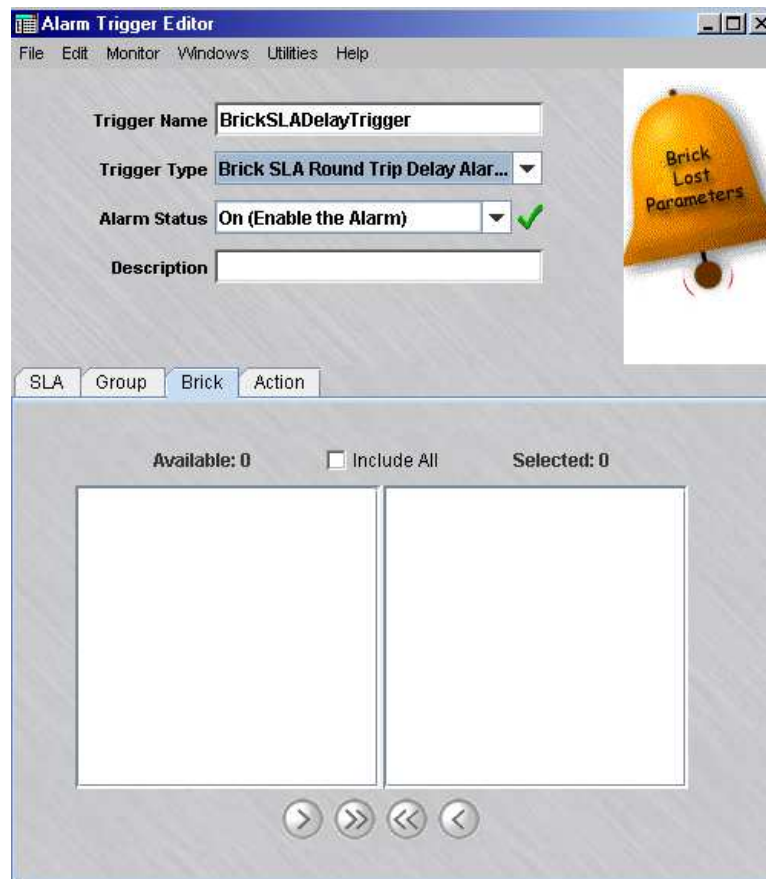 Alarm Trigger Editor
File Edit Monitor Windows Utilities Help
Trigger Name BrickSLADelayTrigger
Trigger Type Brick SLA Round Trip Delay Alar...
Alarm Status On (Enable the Alarm)
Description
Brick
Lost
Parameters
SLA Group Brick Action
Available: 0 Include All Selected: 0